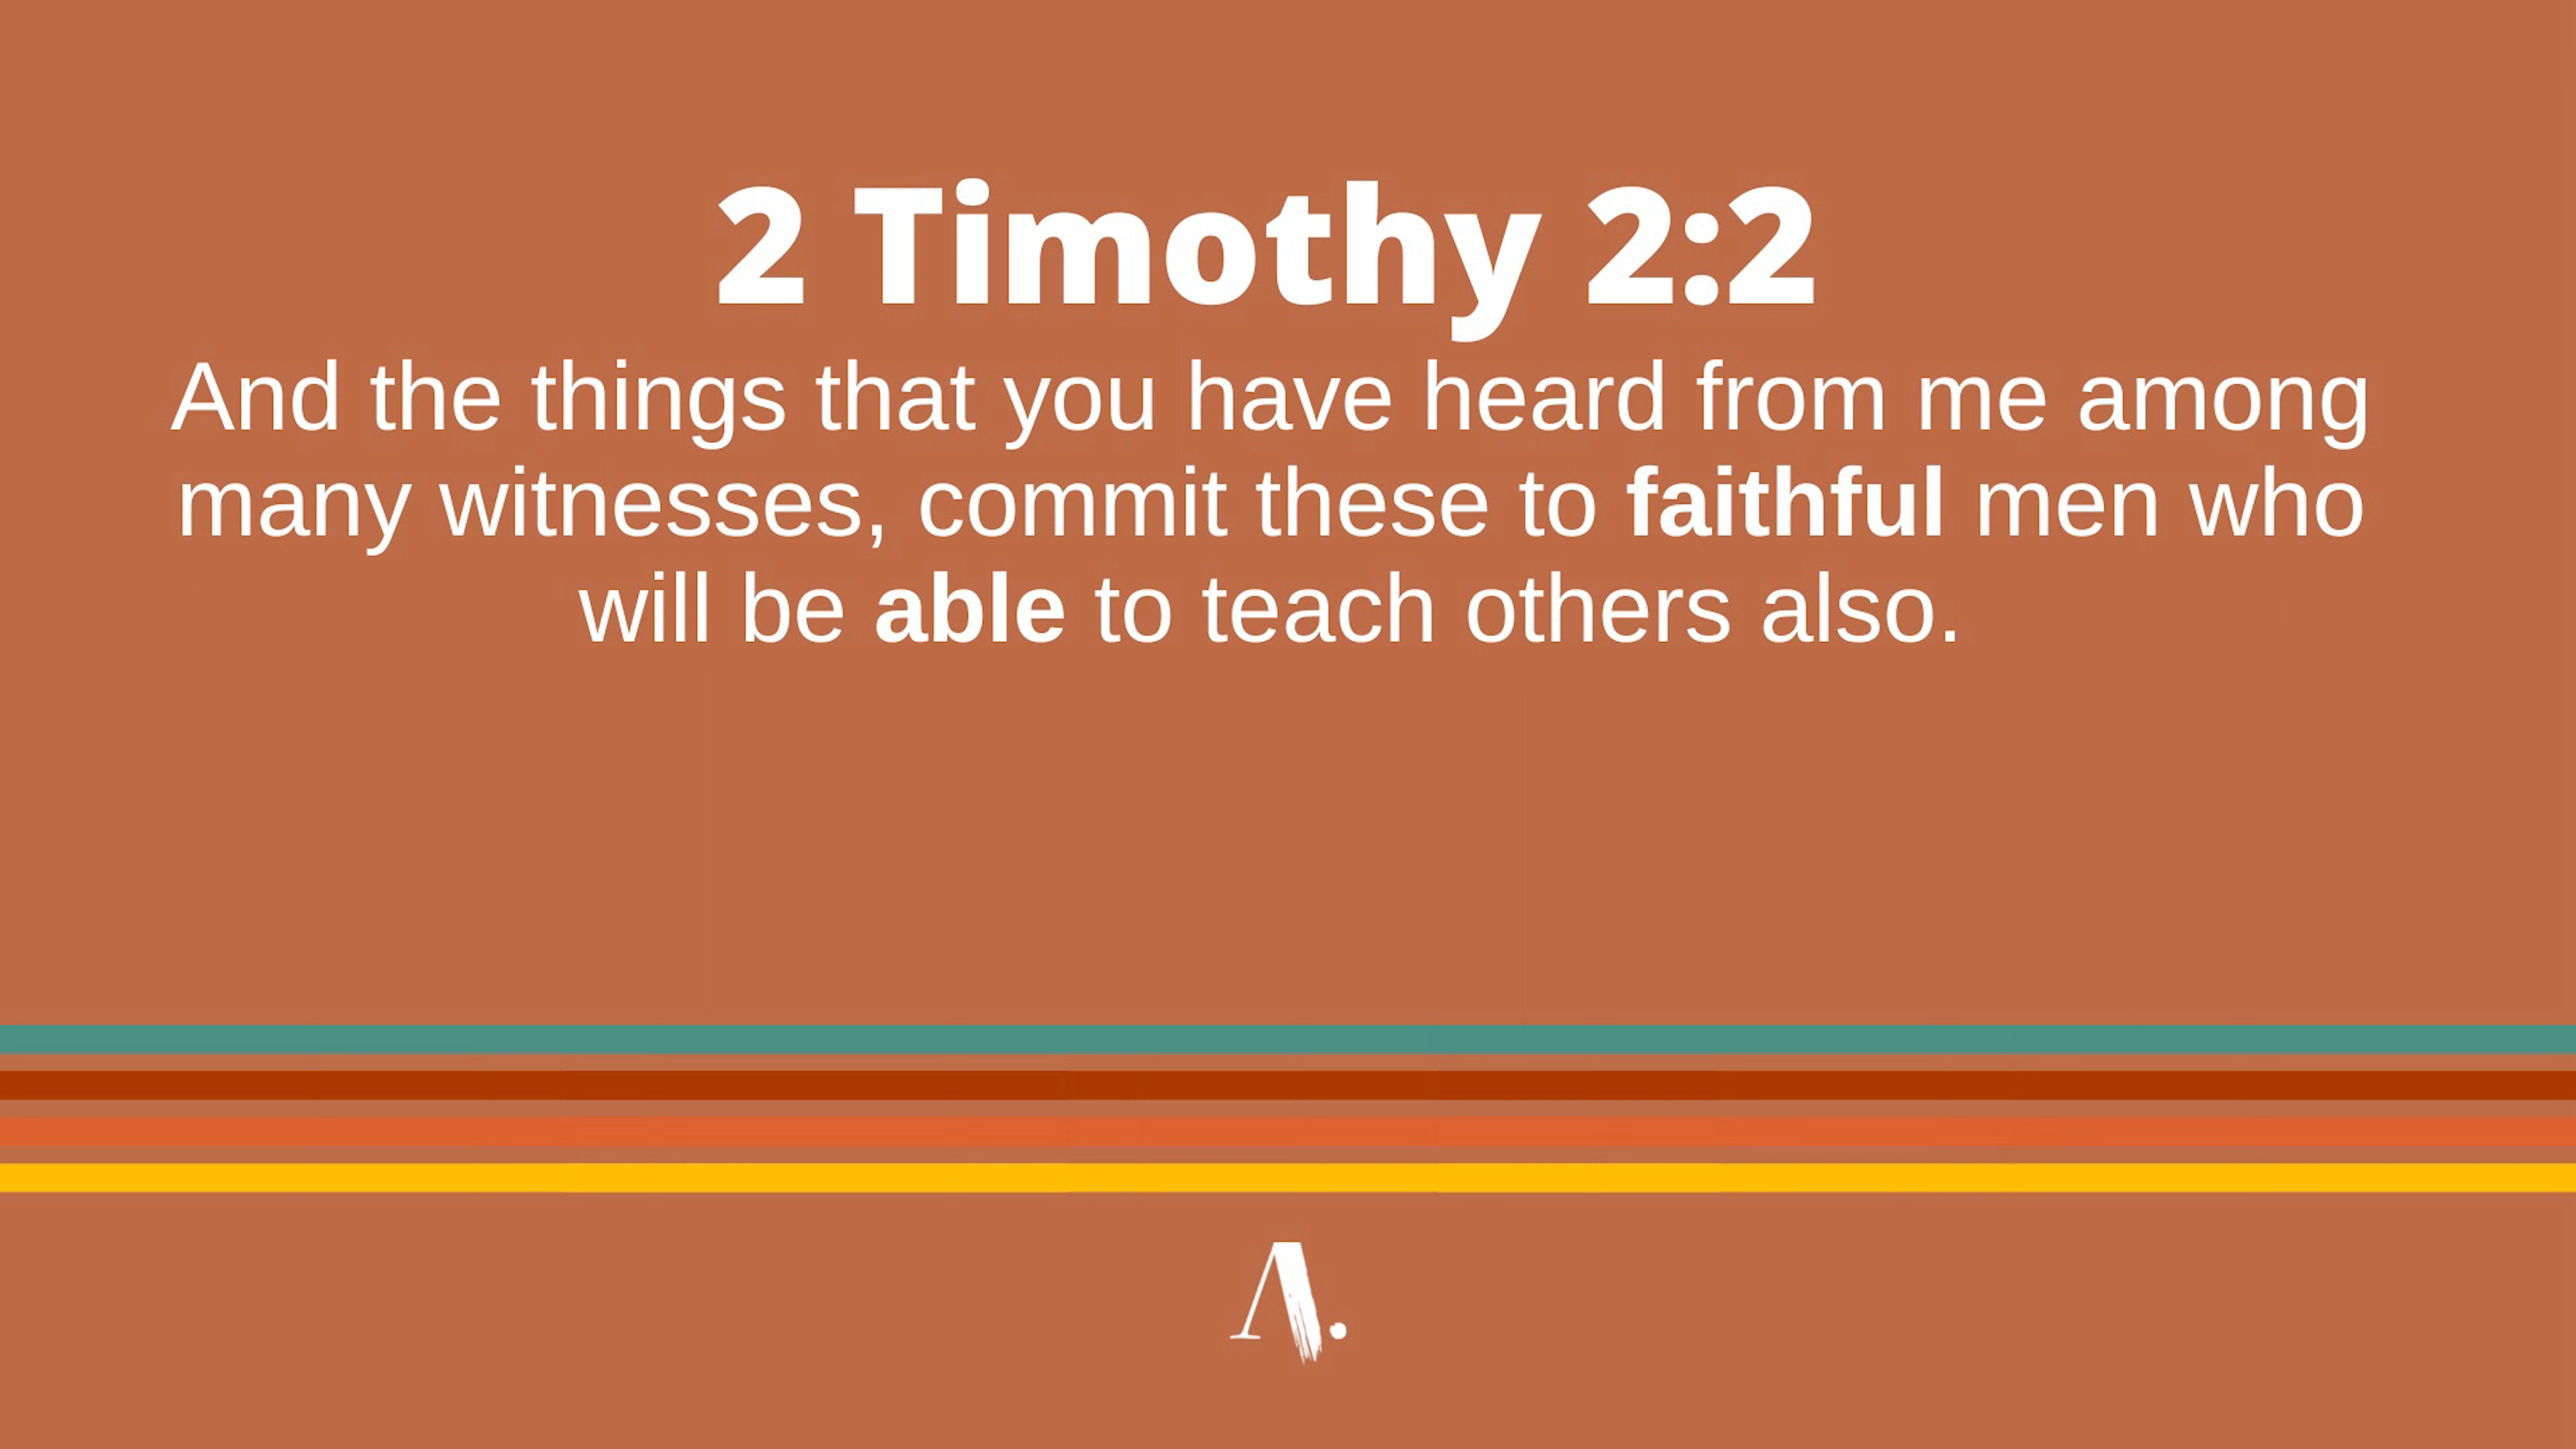 2 Timothy 2:2
And the things that you have heard from me among
many witnesses, commit these to faithful men who
will be able to teach others also.
A.